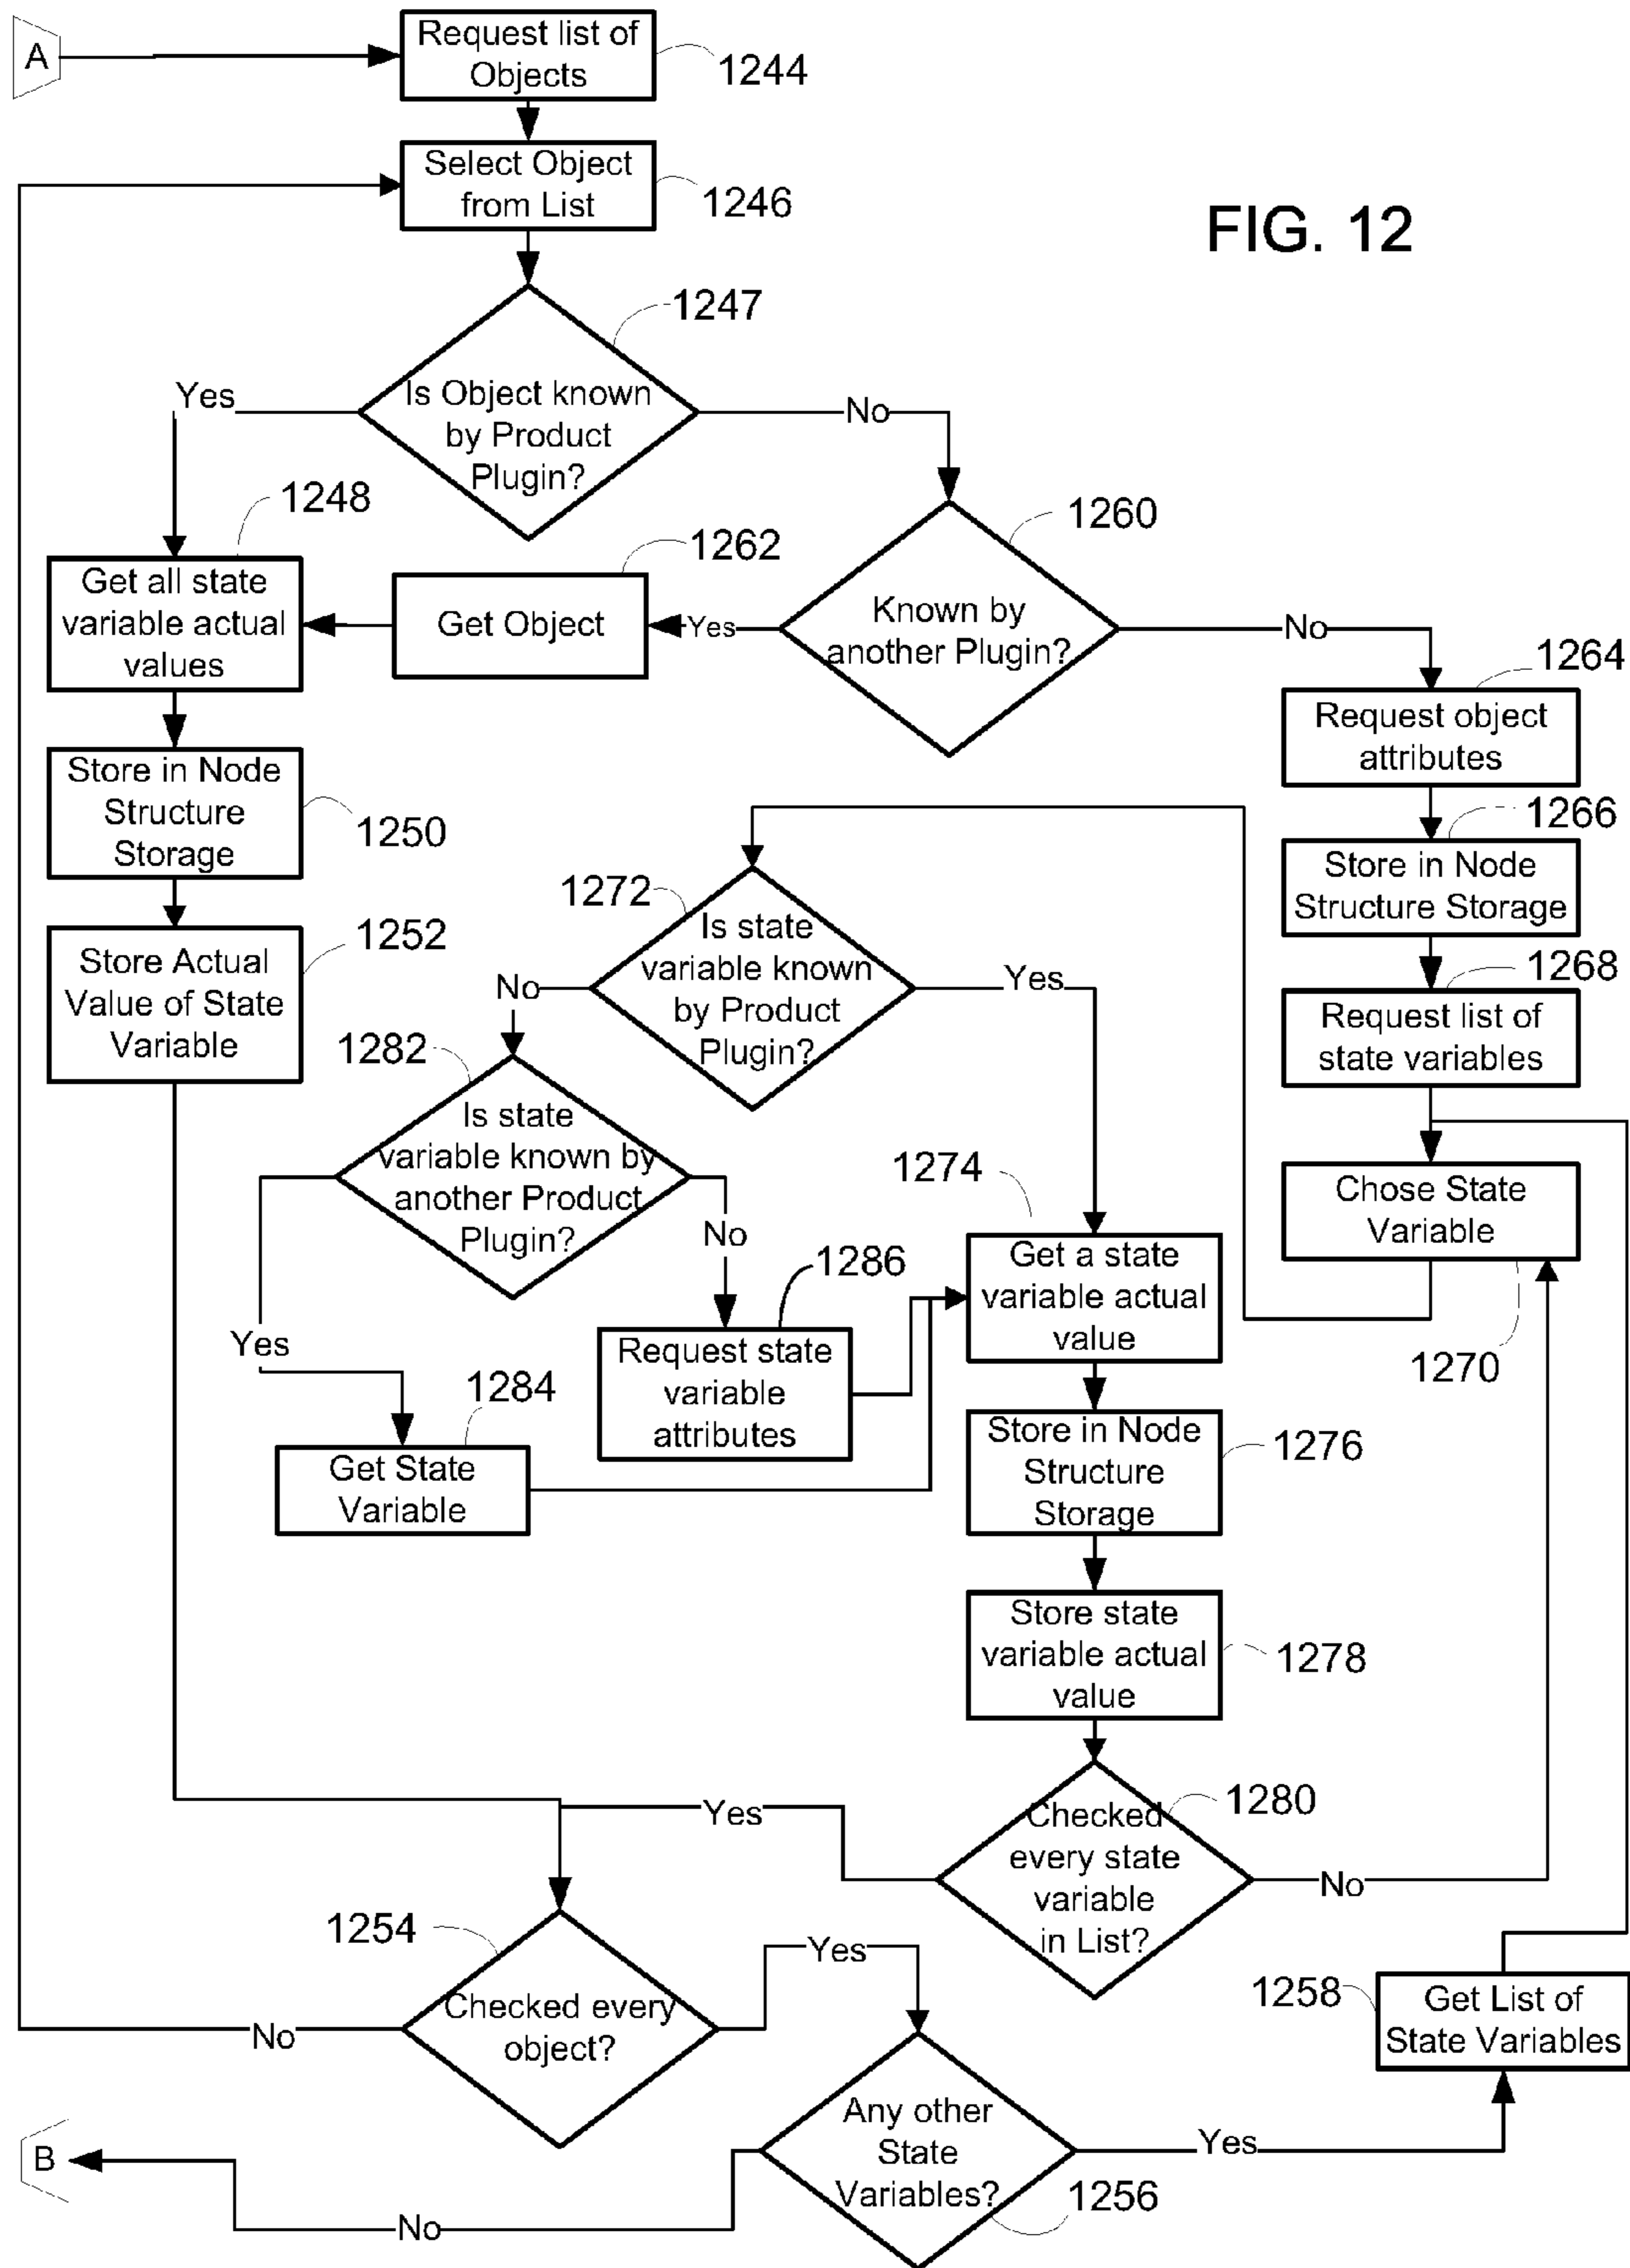 A
Request list of
Objects
1244
Select Object
from List
1246
FIG. 12
1247
Is Object known
by Product
Plugin?
Yes
No
1248
1262
1260
Get all state
variable actual
values
Get Object
Yes
Known by
another Plugin?
No
1264
Request object
attributes
Store in Node
Structure
Storage
1250
1266
Store in Node
Structure Storage
1272
Is state
variable known
by Product
Plugin?
1252
Store Actual
Value of State
Variable
No
Yes
1268
Request list of
state variables
1282
Is state
variable known by
another Product
Plugin?
1274
Chose State
Variable
No
Get a state
variable actual
value
1286
Yes
Request state
variable
attributes
1270
1284
Get State
Variable
Store in Node
Structure
Storage
1276
Store state
variable actual
value
1278
Yes
Checked
every state
variable
in List?
1280
No
1254
Yes
Checked every
object?
No
1258
Get List of
State Variables
Any other
State
Variables?
Yes
B
1256
No